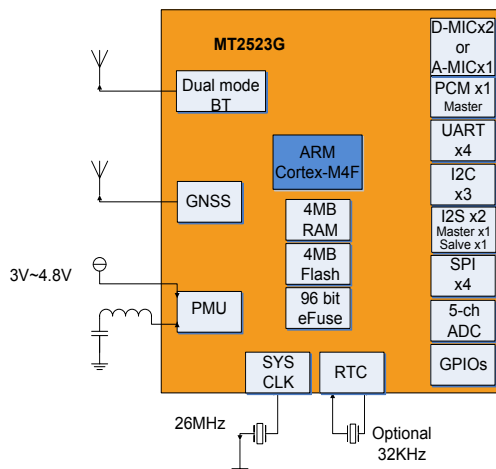 MT2523G
D-MICx2
or
A-MICx1
Dual mode
BT
PCM x1
Master
UART
x4
ARM
Cortex-M4F
I2C
x3
GNSS
4MB
RAM
I2S x2
Master x1
Salve x1
4MB
Flash
SPI
x4
3V~4.8V
PMU
96 bit
eFuse
5-ch
ADC
SYS
CLK
RTC
GPIOs
26MHz
Optional
32KHz